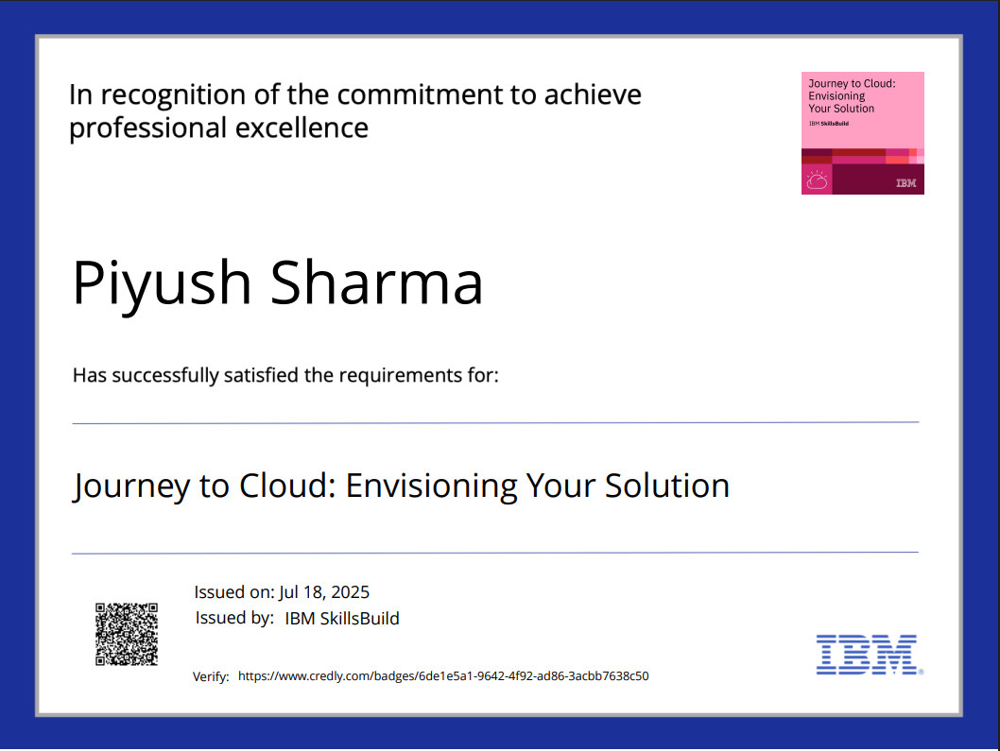 In recognition of the commitment to achieve
professional excellence
Journey to Cloud:
Envisioning
Your Solution
IBM SkillsBuild
IBM
Piyush Sharma
Has successfully satisfied the requirements for:
Journey to Cloud: Envisioning Your Solution
Issued on: Jul 18, 2025
Issued by: IBM SkillsBuild
Verify: https://www.credly.com/badges/6de1e5a1-9642-4f92-ad86-3acbb7638c50
IBM®